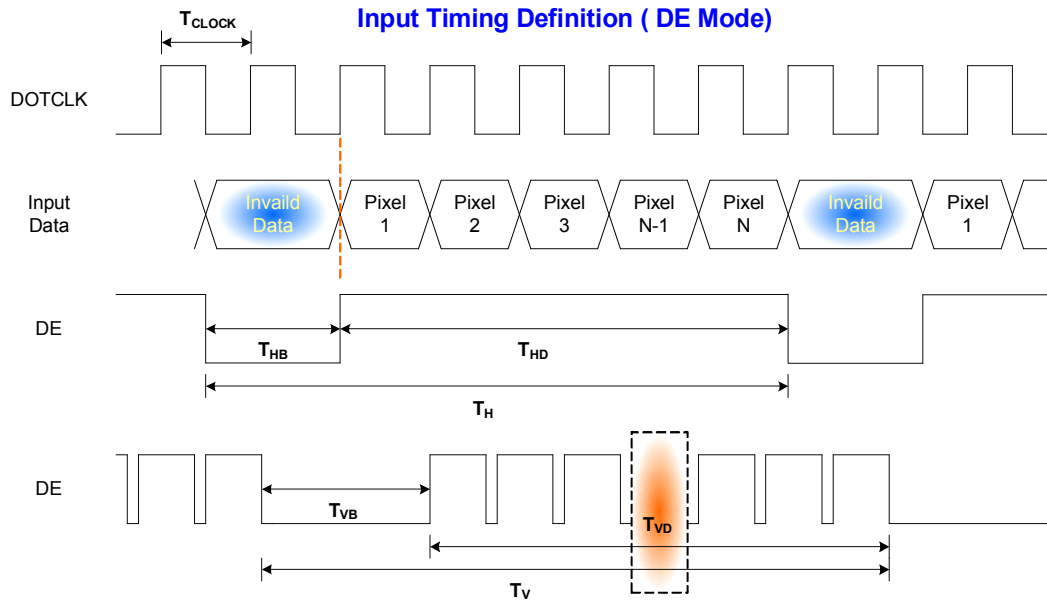 Input Timing Definition ( DE Mode)
TCLOCK
DOTCLK
Input
Data
Invaild
Data
Pixel
1
Pixel
2
Pixel
3
Pixel
N-1
Pixel
N
Invaild
Data
Pixel
1
DE
THB
THD
TH
DE
TVB
TVD
TV